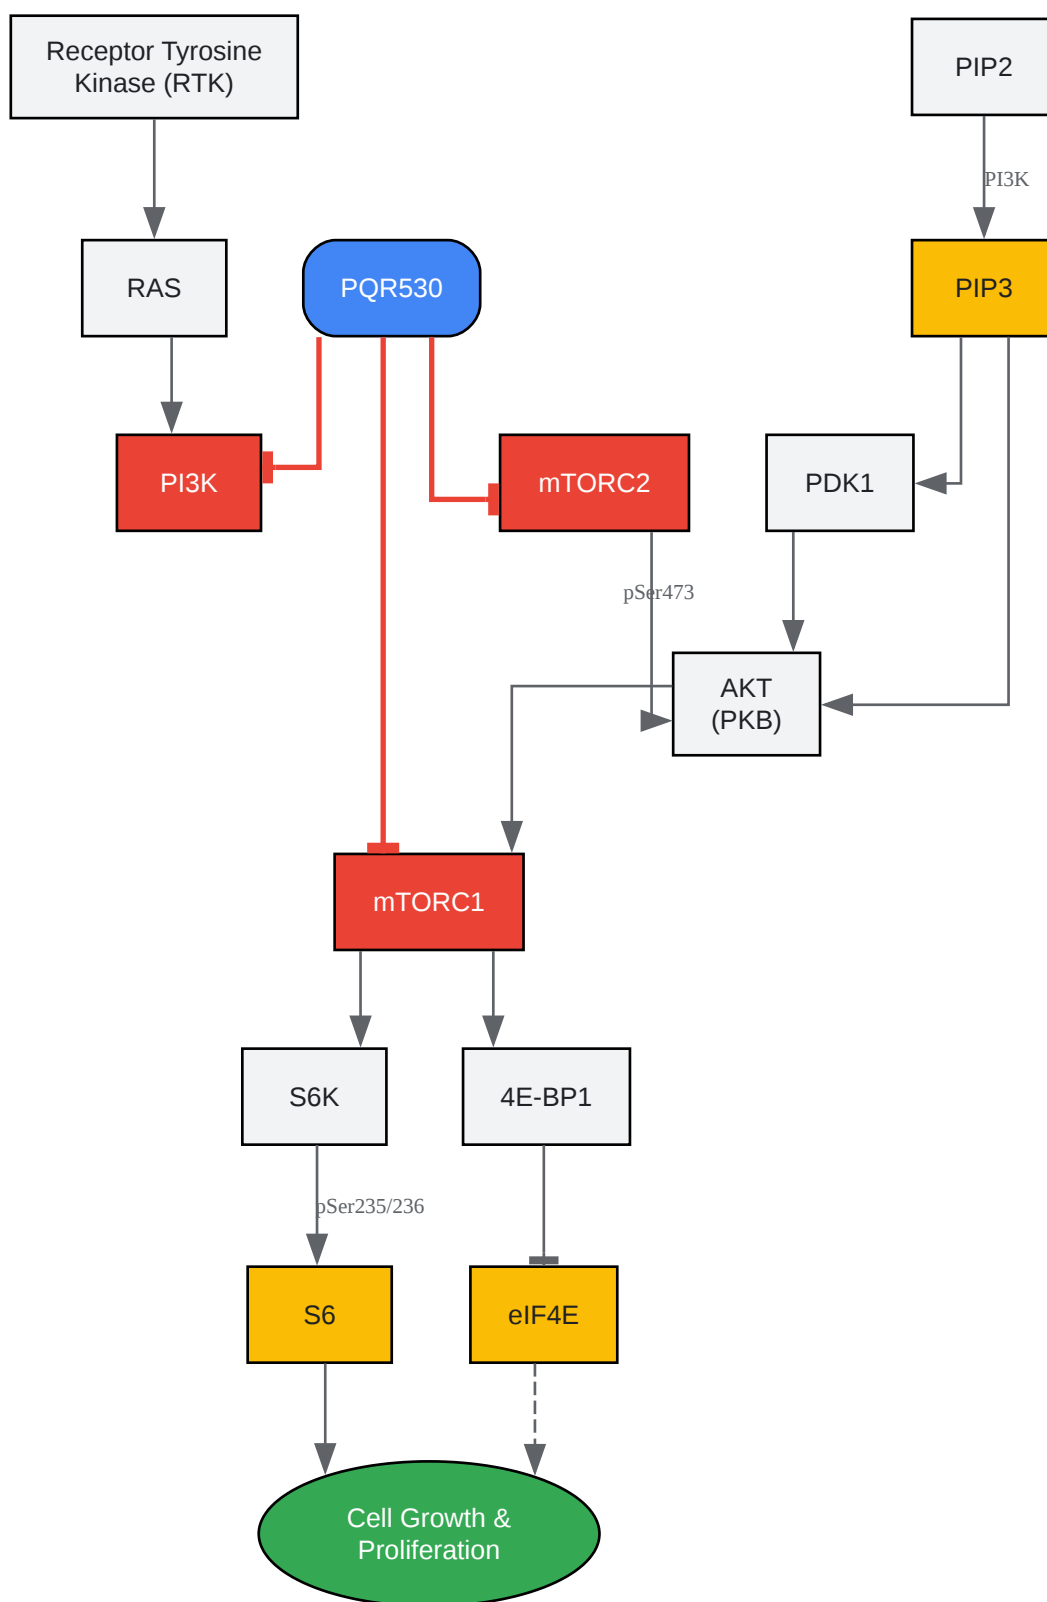 Receptor Tyrosine
Kinase (RTK)
PIP2
PI3K
RAS
PQR530
PIP3
PI3K
mTORC2
PDK1
pSer473
AKT
(PKB)
mTORC1
S6K
4E-BP1
pSer235/236
S6
eIF4E
Cell Growth &
Proliferation